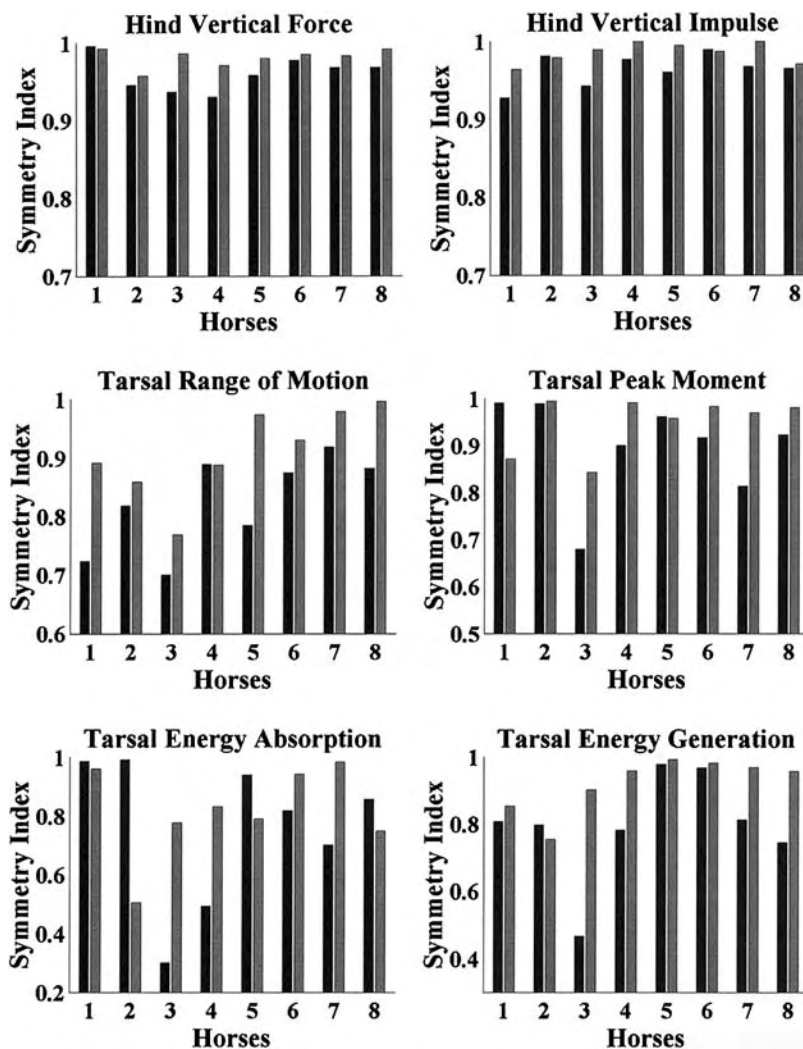 Hind Vertical Force
Symmetry Index
1
0.9
0.8
0.7
1 2 3 4 5 6 7 8
Horses
Hind Vertical Impulse
Symmetry Index
1
0.9
0.8
0.7
1 2 3 4 5 6 7 8
Horses
Tarsal Range of Motion
Symmetry Index
1
0.9
0.8
0.7
0.6
1 2 3 4 5 6 7 8
Horses
Tarsal Peak Moment
Symmetry Index
1
0.9
0.8
0.7
0.6
0.5
1 2 3 4 5 6 7 8
Horses
Tarsal Energy Absorption
Symmetry Index
1
0.8
0.6
0.4
0.2
1 2 3 4 5 6 7 8
Horses
Tarsal Energy Generation
Symmetry Index
1
0.8
0.6
0.4
1 2 3 4 5 6 7 8
Horses